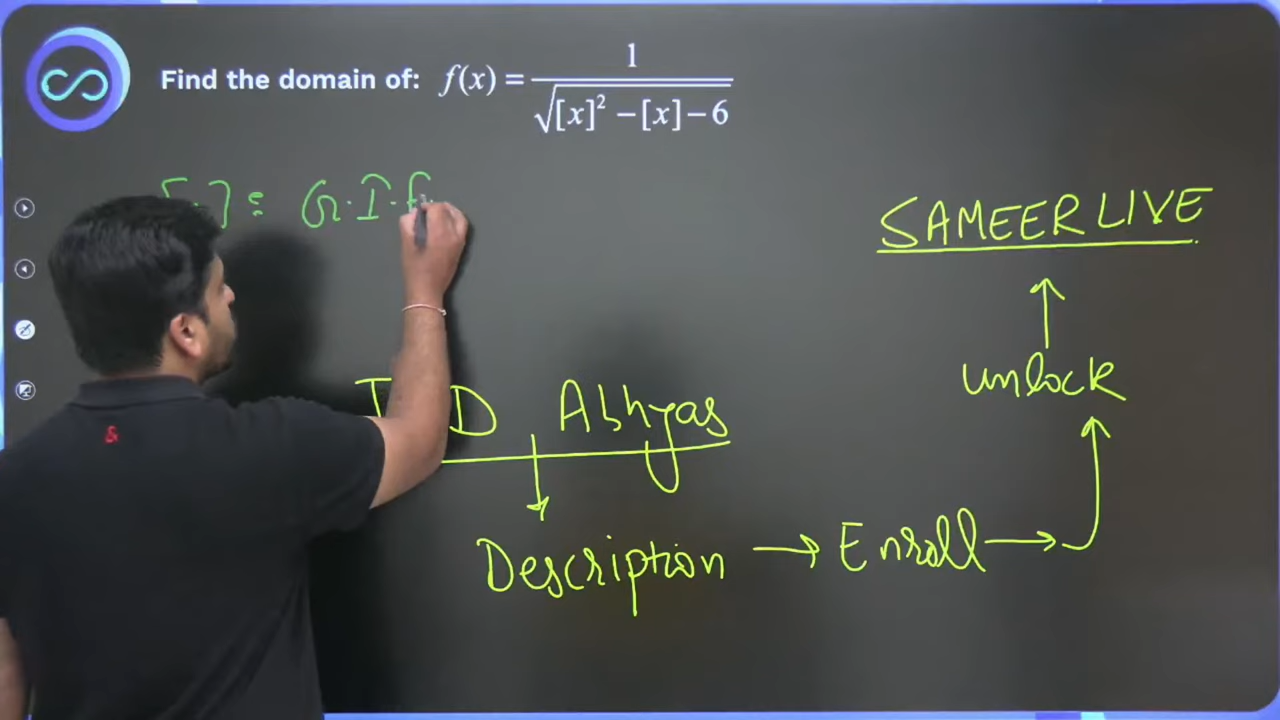 Find the domain of: f(x) = 1 / √([x]² − [x] − 6)
G.I.f
SAMEER LIVE
unlock
D Abhyas
Description → Enroll →